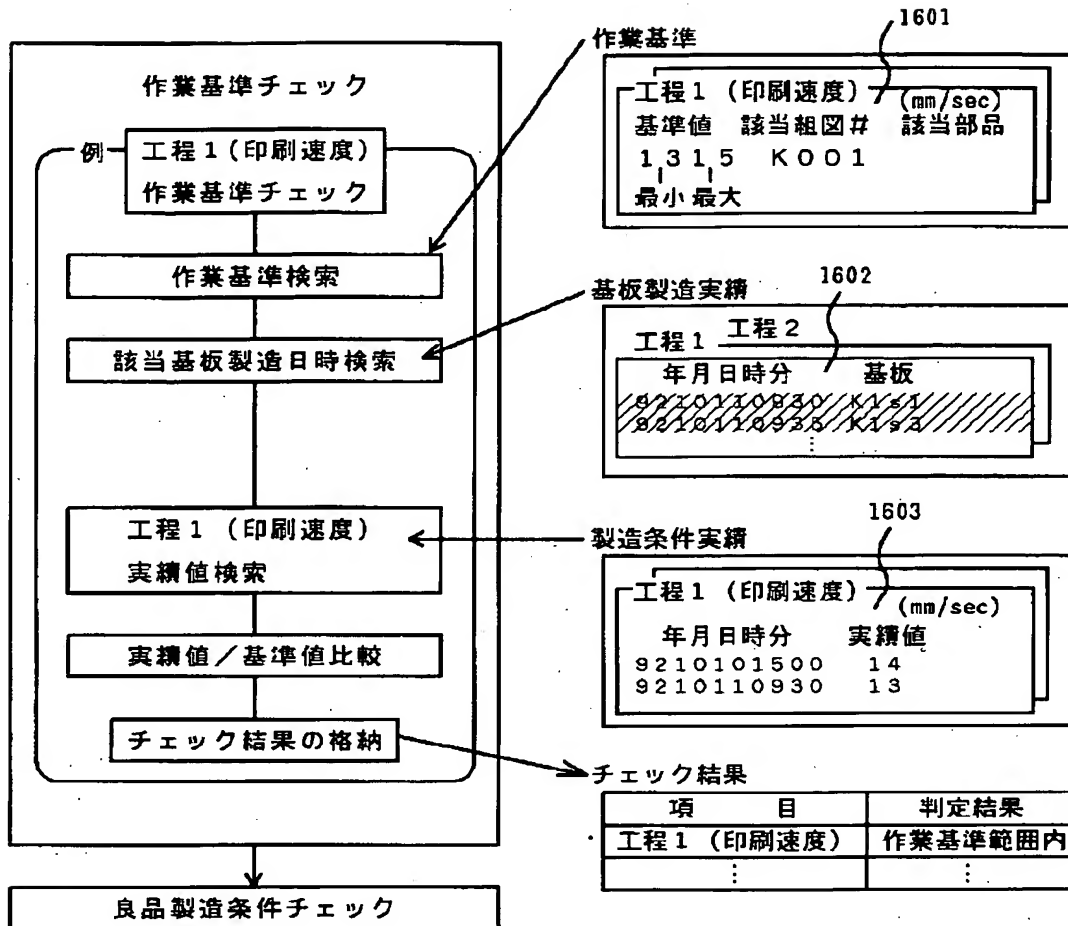 作業基準チェック
例
工程1(印刷速度)
作業基準チェック
作業基準検索
該当基板製造日時検索
工程1 (印刷速度)
実績値検索
実績値/基準値比較
チェック結果の格納
良品製造条件チェック
作業基準
1601
工程1 (印刷速度)
(mm/sec)
基準値 該当組図# 該当部品
1315 K001
最小 最大
基板製造実績
1602
工程1 工程2
年月日時分 基板
9210110930 K1s1
9210110935 K1s3
⋮
製造条件実績
1603
工程1 (印刷速度)
(mm/sec)
年月日時分 実績値
9210101500 14
9210110930 13
チェック結果
項 目 判定結果
工程1 (印刷速度) 作業基準範囲内
⋮ ⋮